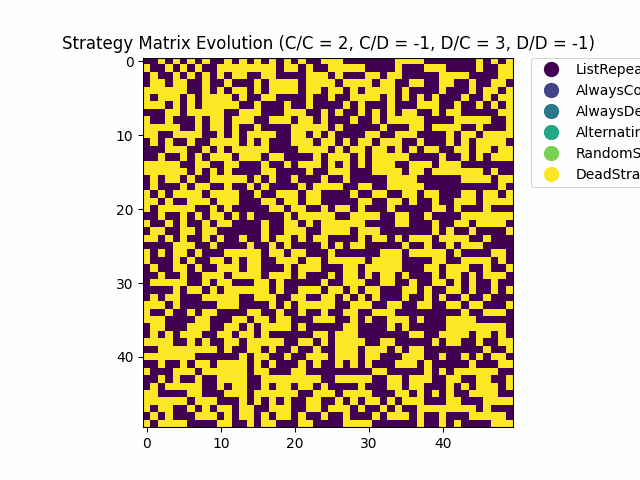 Strategy Matrix Evolution (C/C = 2, C/D = -1, D/C = 3, D/D = -1)
0
10
20
30
40
0 10 20 30 40
ListRepea
AlwaysCo
AlwaysDe
Alternatin
RandomS
DeadStra